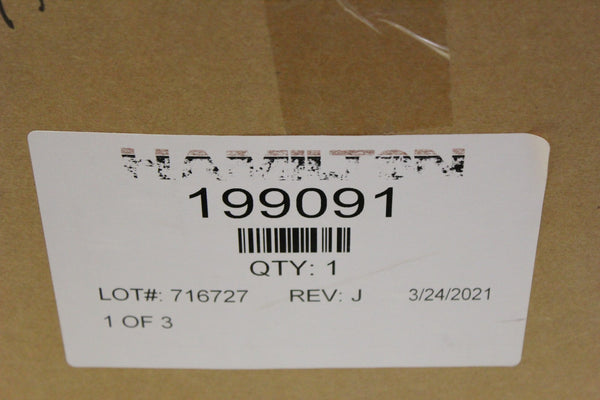 HAMILTON
199091
QTY: 1
LOT#: 716727 REV: J 3/24/2021
1 OF 3